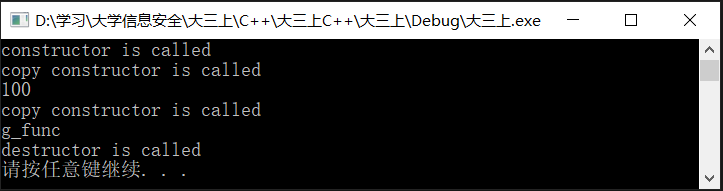 D:\学习\大学信息安全\大三上\C++\大三上C++\大三上\Debug\大三上.exe
constructor is called
copy constructor is called
100
copy constructor is called
g_func
destructor is called
请按任意键继续. . .